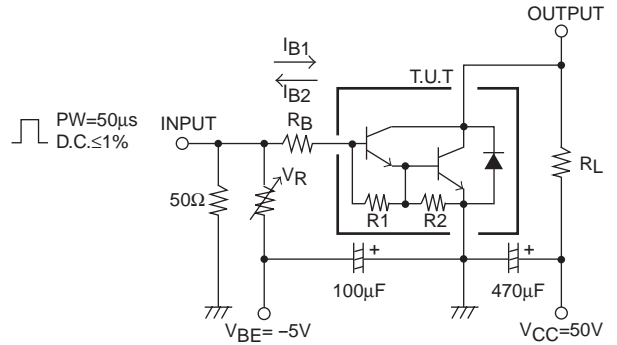 OUTPUT
IB1
IB2
T.U.T
PW=50μs
D.C.≤1%
INPUT
RB
VR
50Ω
R1
R2
RL
100μF
+
470μF
+
VBE= –5V
VCC=50V